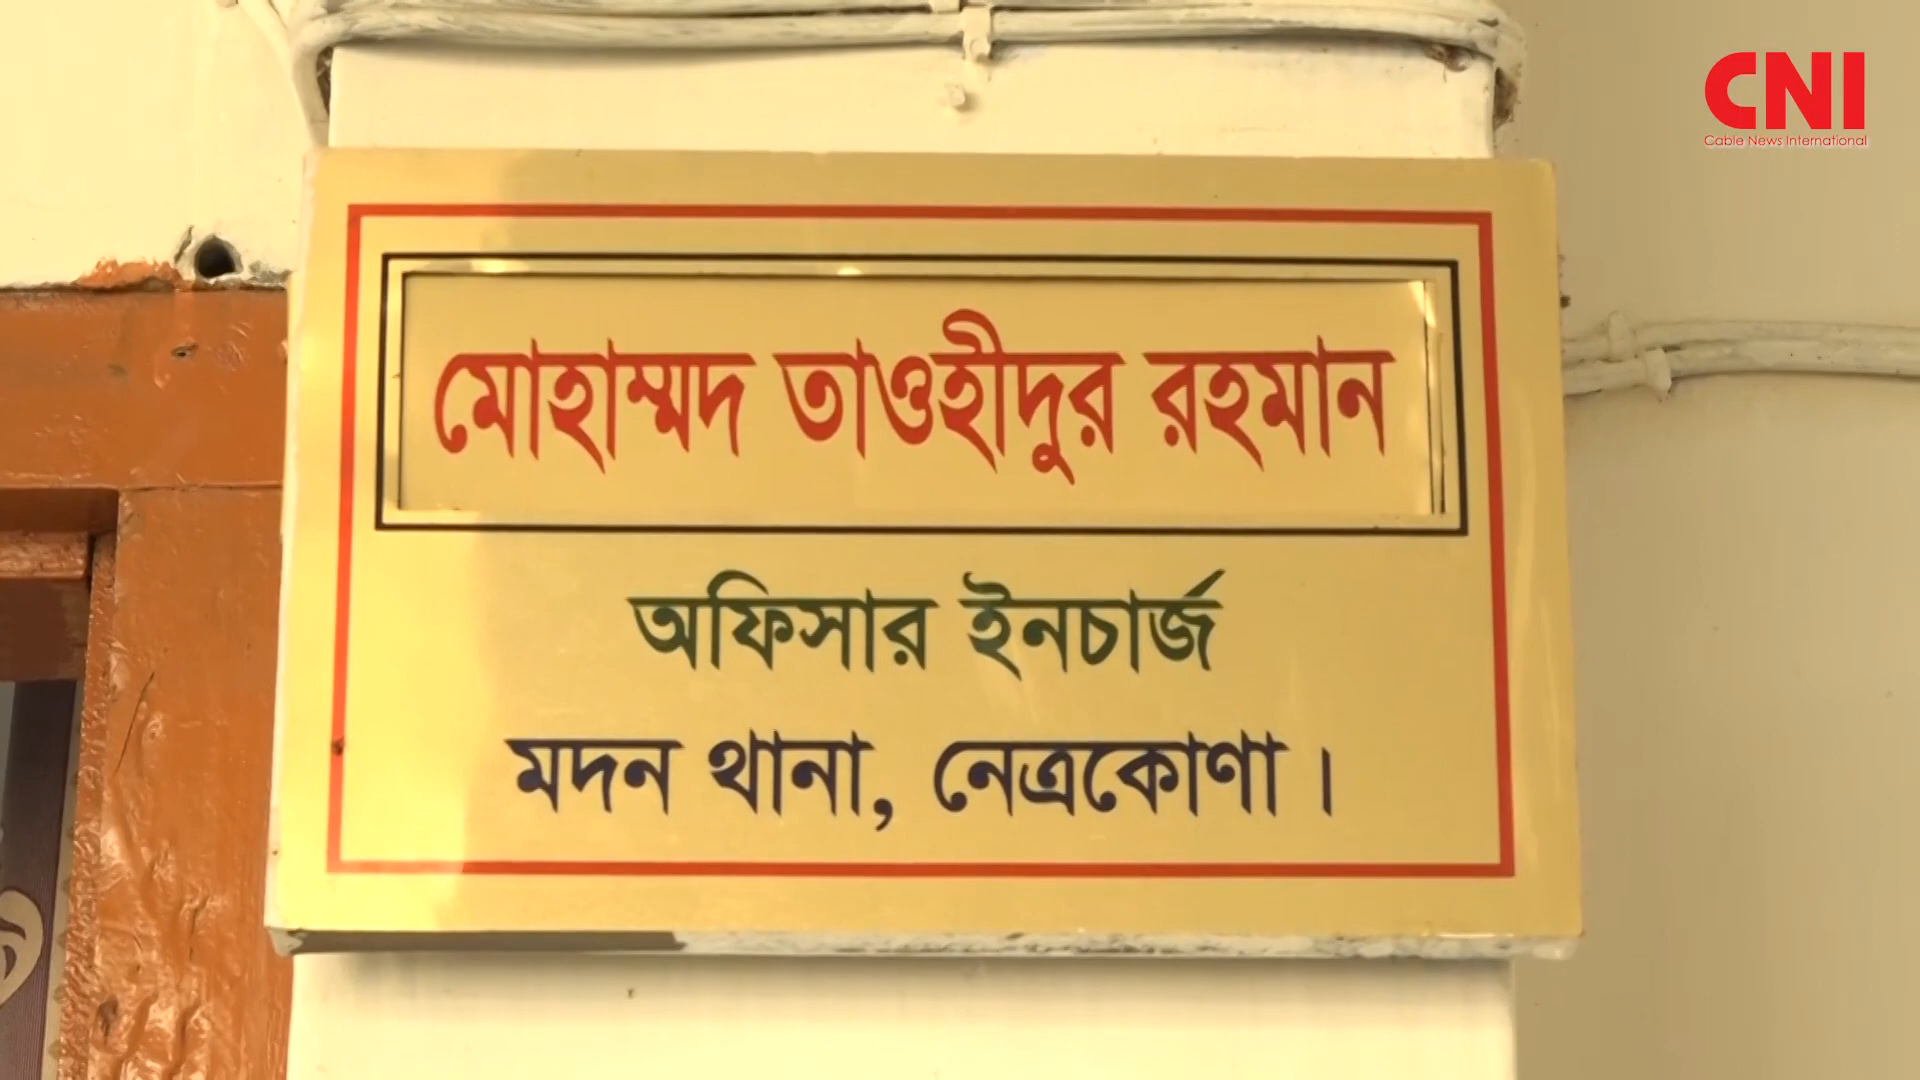 CNI
Cable News International
মোহাম্মদ তাওহীদুর রহমান
অফিসার ইনচার্জ
মদন থানা, নেত্রকোণা।